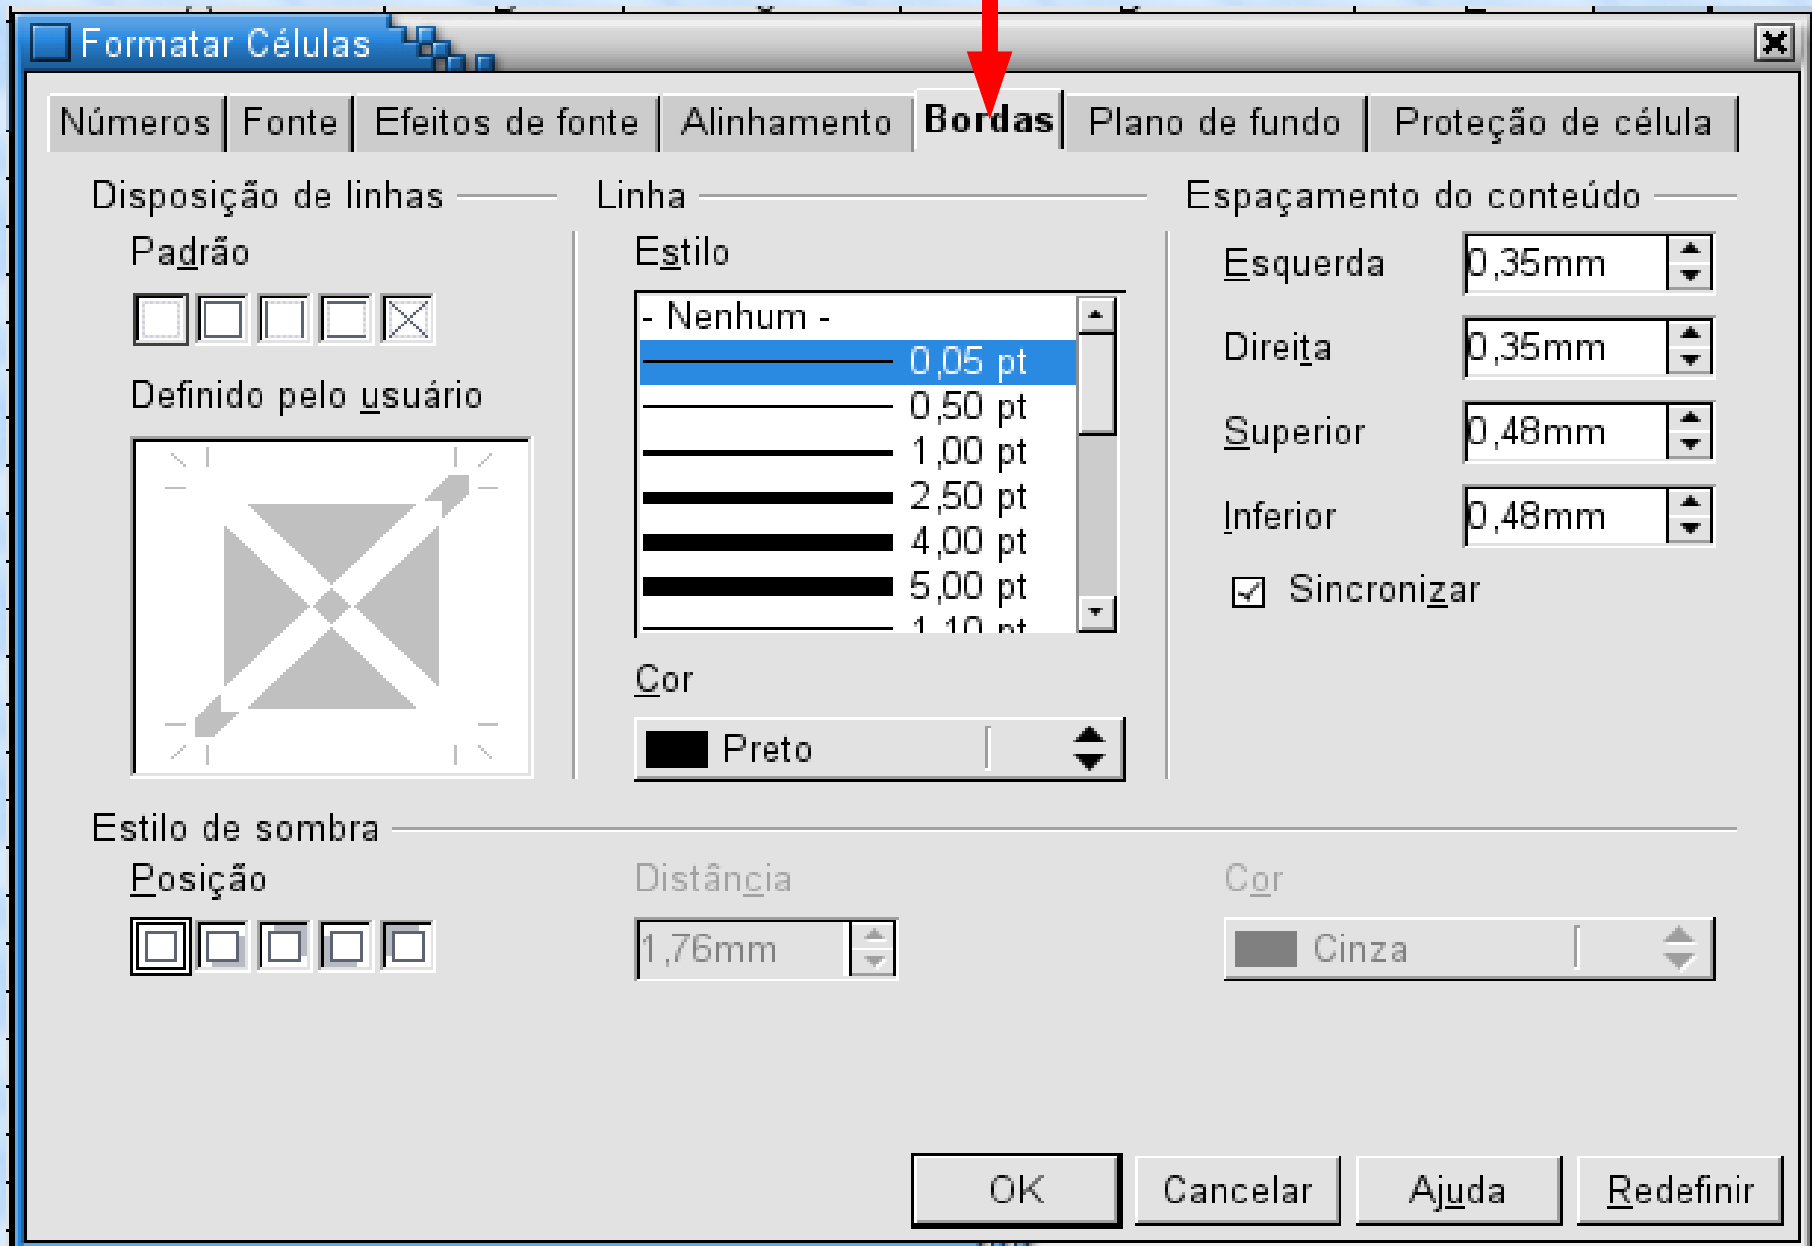 Formatar Células
Números Fonte Efeitos de fonte Alinhamento Bordas Plano de fundo Proteção de célula
Disposição de linhas
Padrão
Definido pelo usuário
Linha
Estilo
- Nenhum -
0,05 pt
0,50 pt
1,00 pt
2,50 pt
4,00 pt
5,00 pt
1,10 pt
Cor
Preto
Espaçamento do conteúdo
Esquerda 0,35mm
Direita 0,35mm
Superior 0,48mm
Inferior 0,48mm
Sincronizar
Estilo de sombra
Posição
Distância
1,76mm
Cor
Cinza
OK Cancelar Ajuda Redefinir